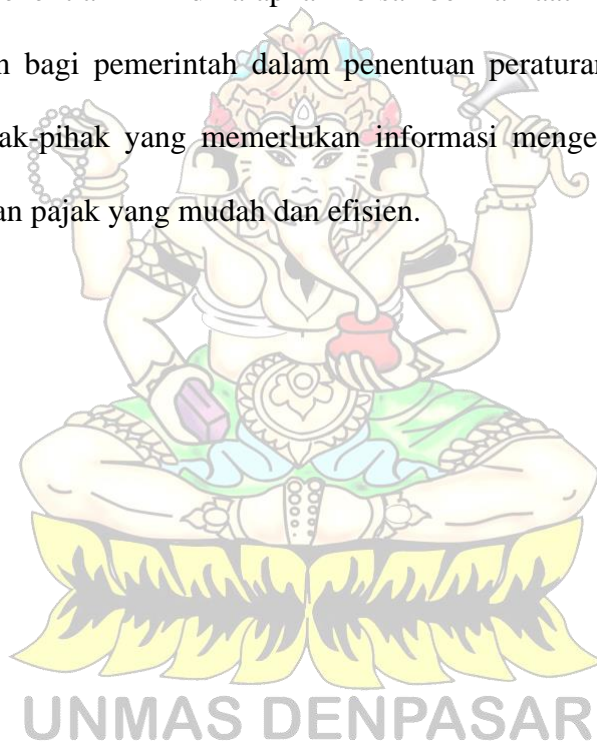 n bagi pemerintah dalam penentuan peraturan
ak-pihak yang memerlukan informasi menge
an pajak yang mudah dan efisien.
UNMAS DENPASAR